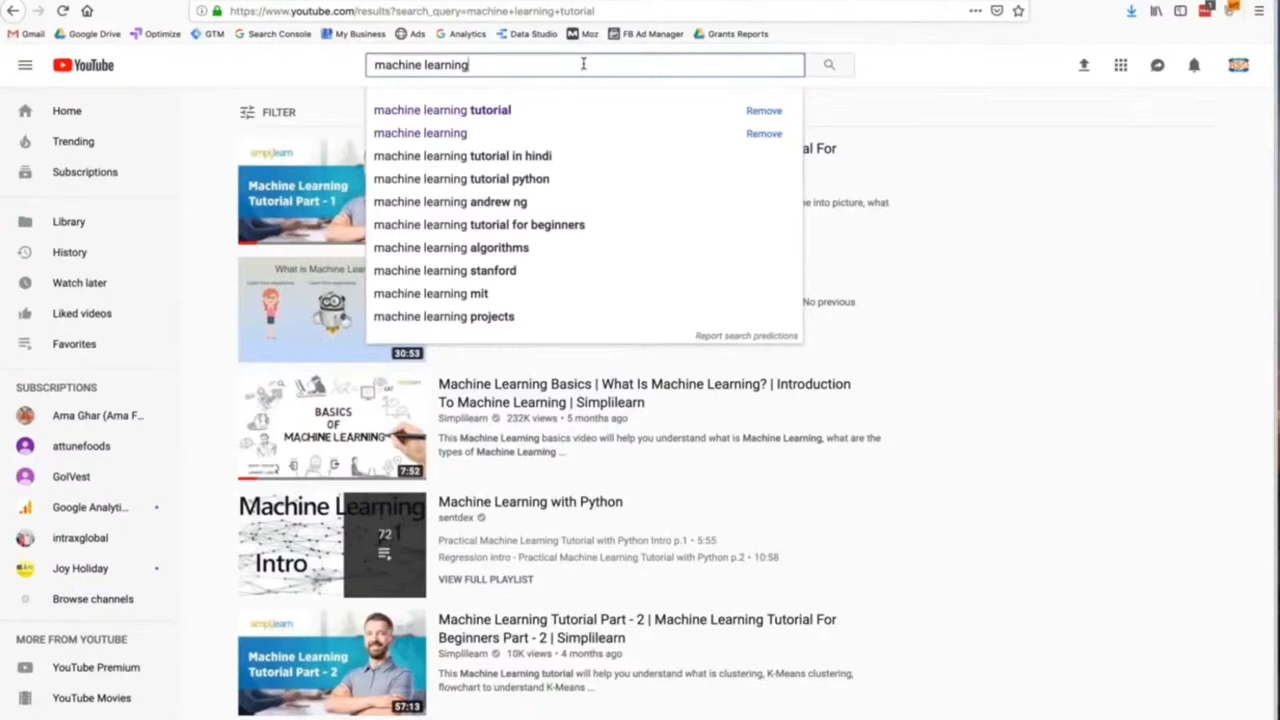 https://www.youtube.com/results?search_query=machine+learning+tutorial
Gmail Google Drive Optimize GTM Search Console My Business Ads Analytics Data Studio Moz FB Ad Manager Grants Reports
YouTube
machine learning
Home
Trending
Subscriptions
Library
History
Watch later
Liked videos
Favorites
SUBSCRIPTIONS
Ama Ghar (Ama F...
attunefoods
GolVest
Google Analyti...
intraxglobal
Joy Holiday
Browse channels
MORE FROM YOUTUBE
YouTube Premium
YouTube Movies
FILTER
machine learning tutorial Remove
machine learning Remove
machine learning tutorial in hindi
machine learning tutorial python
machine learning andrew ng
machine learning tutorial for beginners
machine learning algorithms
machine learning stanford
machine learning mit
machine learning projects
Report search predictions
simplilearn
Machine Learning
Tutorial Part - 1
al For
e into picture, what
What is Machine Lear
30:53
No previous
BASICS
OF
MACHINE LEARNING
7:52
Machine Learning Basics | What Is Machine Learning? | Introduction
To Machine Learning | Simplilearn
Simplilearn 232K views • 5 months ago
This Machine Learning basics video will help you understand what is Machine Learning, what are the
types of Machine Learning ...
Machine Learning
Intro
72
Machine Learning with Python
sentdex
Practical Machine Learning Tutorial with Python Intro p.1 • 5:55
Regression Intro - Practical Machine Learning Tutorial with Python p.2 • 10:58
VIEW FULL PLAYLIST
simplilearn
Machine Learning
Tutorial Part - 2
57:13
Machine Learning Tutorial Part - 2 | Machine Learning Tutorial For
Beginners Part - 2 | Simplilearn
Simplilearn 10K views • 4 months ago
This Machine Learning tutorial will help you understand what is clustering, K-Means clustering,
flowchart to understand K-Means ...